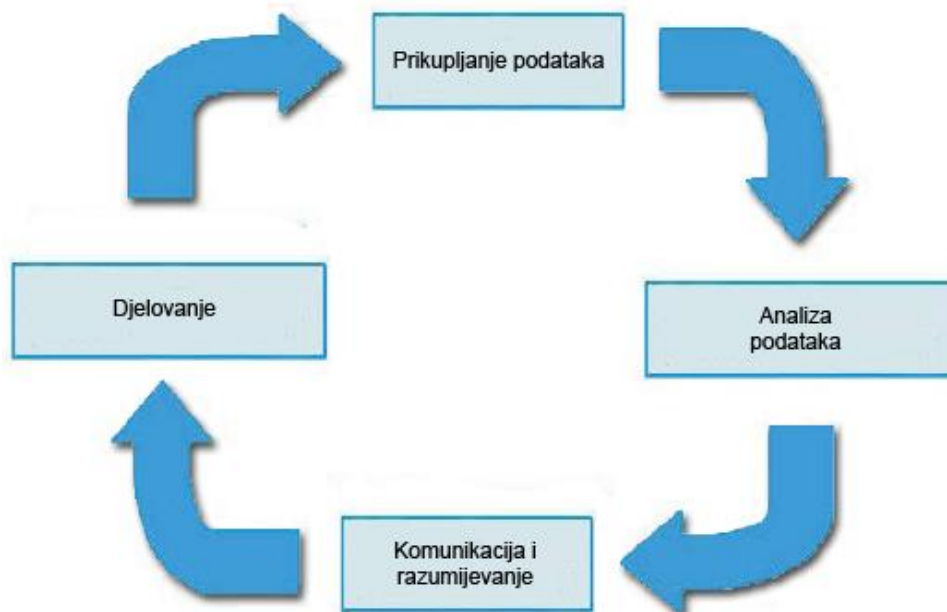 Prikupljanje podataka
Analiza
podataka
Komunikacija i
razumijevanje
Djelovanje